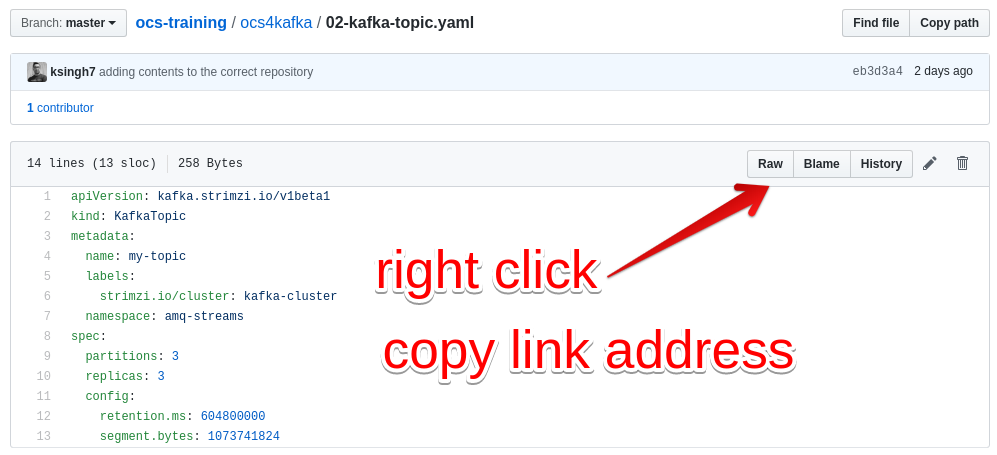 Branch: master
ocs-training / ocs4kafka / 02-kafka-topic.yaml
Find file Copy path
ksingh7 adding contents to the correct repository eb3d3a4 2 days ago
1 contributor
14 lines (13 sloc) 258 Bytes Raw Blame History
1 apiVersion: kafka.strimzi.io/v1beta1
2 kind: KafkaTopic
3 metadata:
4   name: my-topic
5   labels:
6     strimzi.io/cluster: kafka-cluster
7   namespace: amq-streams
8 spec:
9   partitions: 3
10   replicas: 3
11   config:
12     retention.ms: 604800000
13     segment.bytes: 1073741824
right click
copy link address